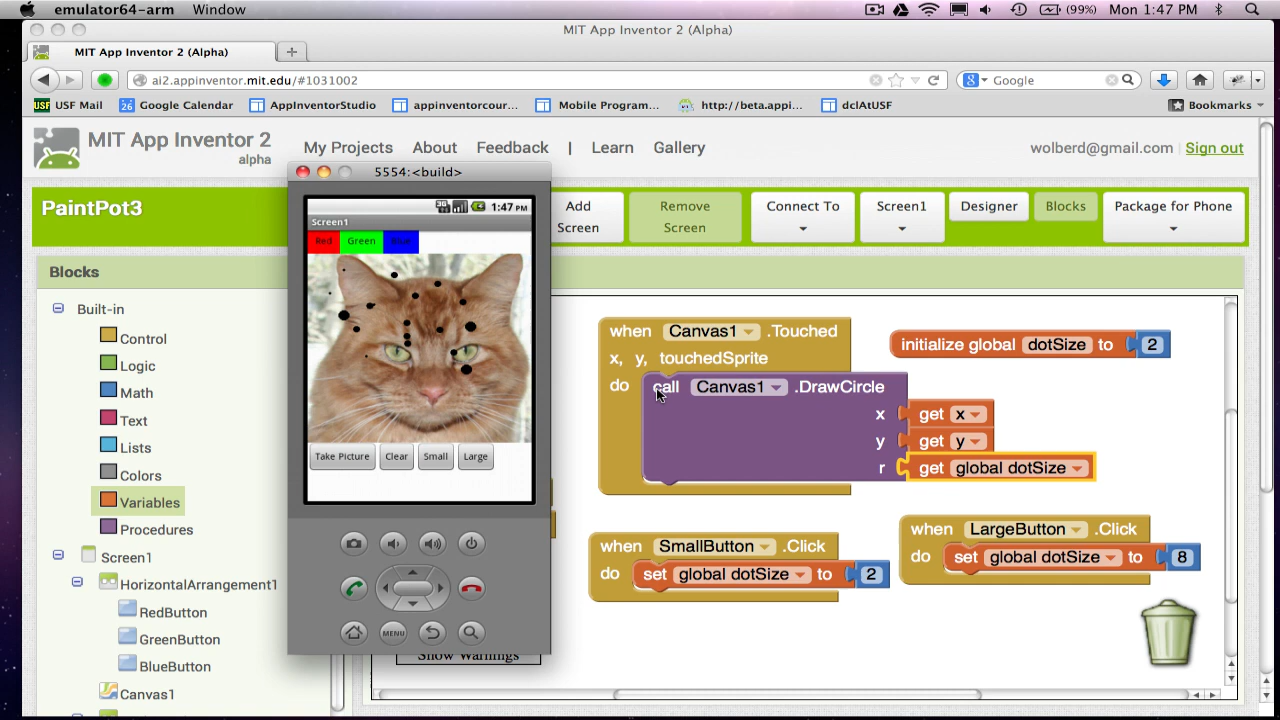 emulator64-arm Window
(99%) Mon 1:47 PM
MIT App Inventor 2 (Alpha)
MIT App Inventor 2 (Alpha)
ai2.appinventor.mit.edu/#1031002
Google
USF Mail
Google Calendar
AppInventorStudio
appinventorcour...
Mobile Program...
http://beta.appi...
dclAtUSF
Bookmarks
MIT App Inventor 2
alpha
My Projects
About
Feedback
|
Learn
Gallery
wolberd@gmail.com
Sign out
PaintPot3
Add Screen
Remove Screen
Connect To
Screen1
Designer
Blocks
Package for Phone
Blocks
Built-in
Control
Logic
Math
Text
Lists
Colors
Variables
Procedures
Screen1
HorizontalArrangement1
RedButton
GreenButton
BlueButton
Canvas1
5554:<build>
1:47 PM
Screen1
Red
Green
Blue
Take Picture
Clear
Small
Large
MENU
when Canvas1 .Touched
x, y, touchedSprite
do call Canvas1 .DrawCircle
x get x
y get y
r get global dotSize
initialize global dotSize to 2
when SmallButton .Click
do set global dotSize to 2
when LargeButton .Click
do set global dotSize to 8
Show Warnings